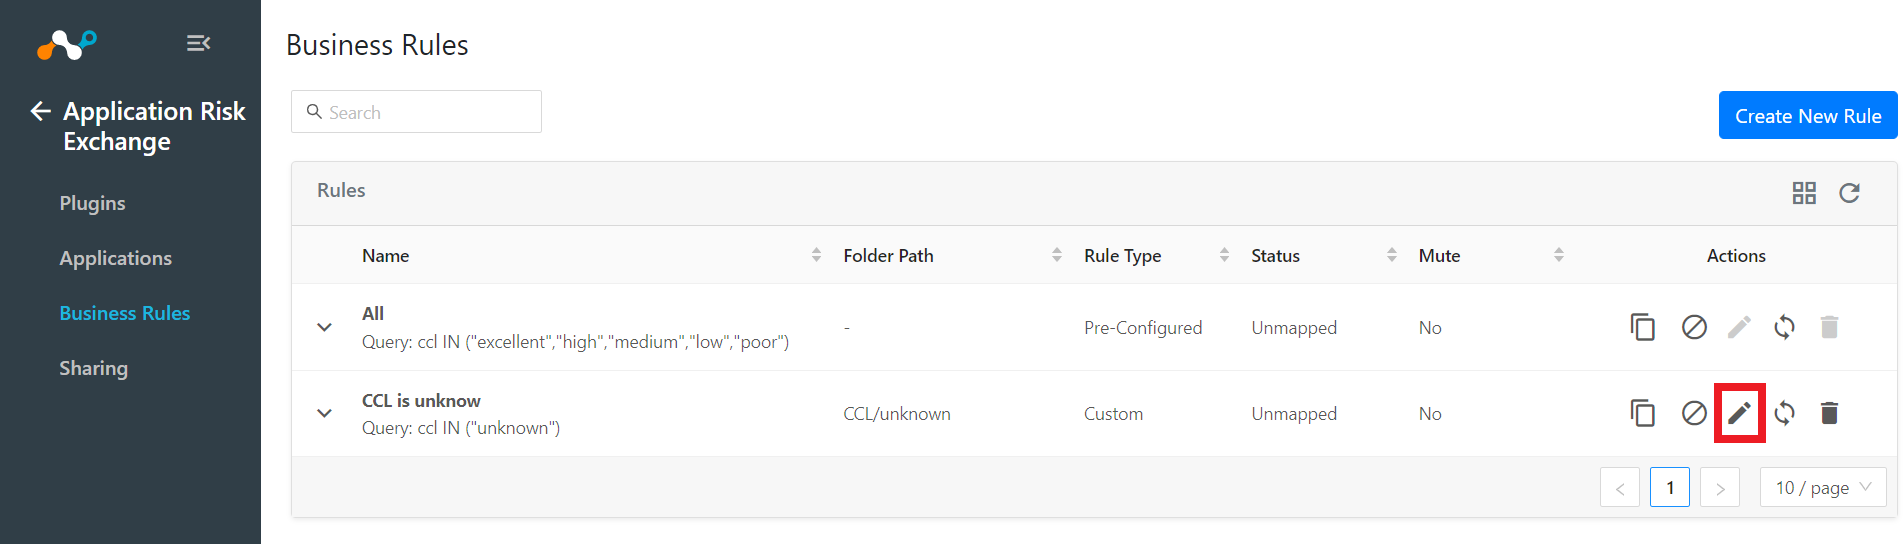 Application Risk
Exchange
Plugins
Applications
Business Rules
Sharing
Business Rules
Search
Create New Rule
Rules
Name Folder Path Rule Type Status Mute Actions
All
Query: ccl IN ("excellent","high","medium","low","poor") - Pre-Configured Unmapped No
CCL is unknow
Query: ccl IN ("unknown") CCL/unknown Custom Unmapped No
< 1 > 10 / page